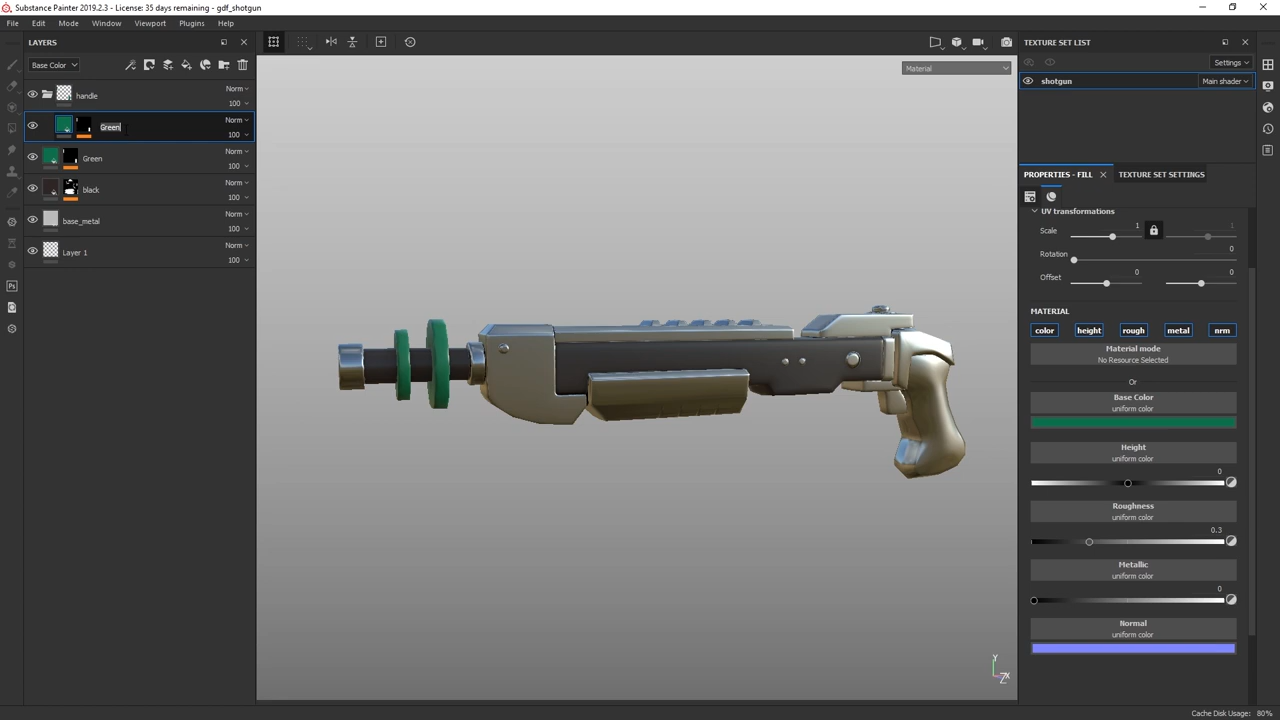 Substance Painter 2019.2.3 - License: 35 days remaining - gdf_shotgun
File Edit Mode Window Viewport Plugins Help
LAYERS
Base Color
handle
Norm
100
Green
Norm
100
Green
Norm
100
black
Norm
100
base_metal
Norm
100
Layer 1
Norm
100
Ps
Material
Y
Z
X
TEXTURE SET LIST
Settings
shotgun
Main shader
PROPERTIES - FILL
TEXTURE SET SETTINGS
UV transformations
Scale
1
1
Rotation
0
Offset
0
0
MATERIAL
color height rough metal nrm
Material mode
No Resource Selected
Or
Base Color
uniform color
Height
uniform color
0
Roughness
uniform color
0.3
Metallic
uniform color
0
Normal
uniform color
Cache Disk Usage: 80%